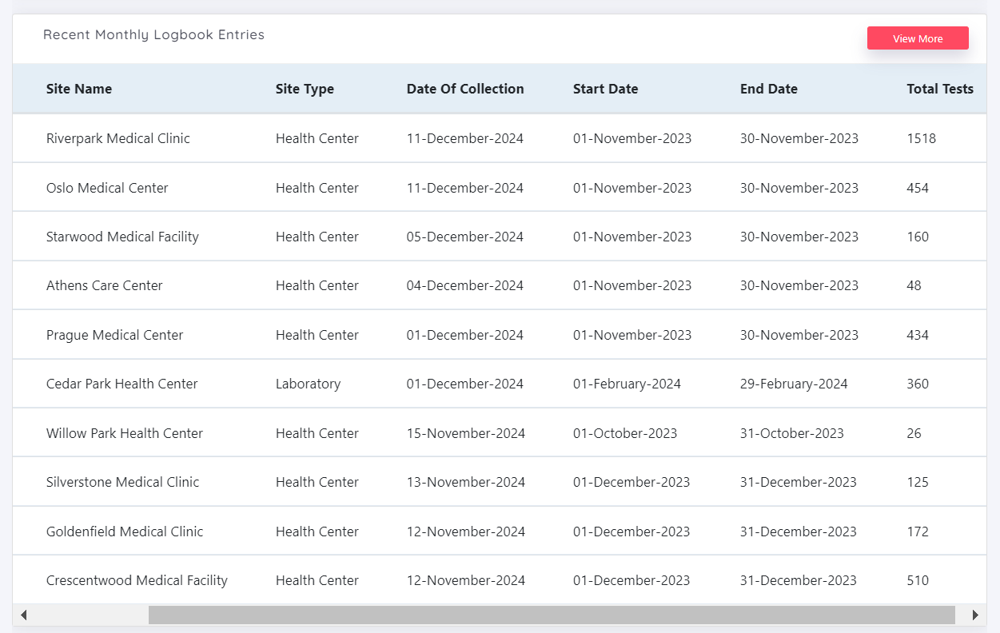 Recent Monthly Logbook Entries
View More
Site Name Site Type Date Of Collection Start Date End Date Total Tests
Riverpark Medical Clinic Health Center 11-December-2024 01-November-2023 30-November-2023 1518
Oslo Medical Center Health Center 11-December-2024 01-November-2023 30-November-2023 454
Starwood Medical Facility Health Center 05-December-2024 01-November-2023 30-November-2023 160
Athens Care Center Health Center 04-December-2024 01-November-2023 30-November-2023 48
Prague Medical Center Health Center 01-December-2024 01-November-2023 30-November-2023 434
Cedar Park Health Center Laboratory 01-December-2024 01-February-2024 29-February-2024 360
Willow Park Health Center Health Center 15-November-2024 01-October-2023 31-October-2023 26
Silverstone Medical Clinic Health Center 13-November-2024 01-December-2023 31-December-2023 125
Goldenfield Medical Clinic Health Center 12-November-2024 01-December-2023 31-December-2023 172
Crescentwood Medical Facility Health Center 12-November-2024 01-December-2023 31-December-2023 510